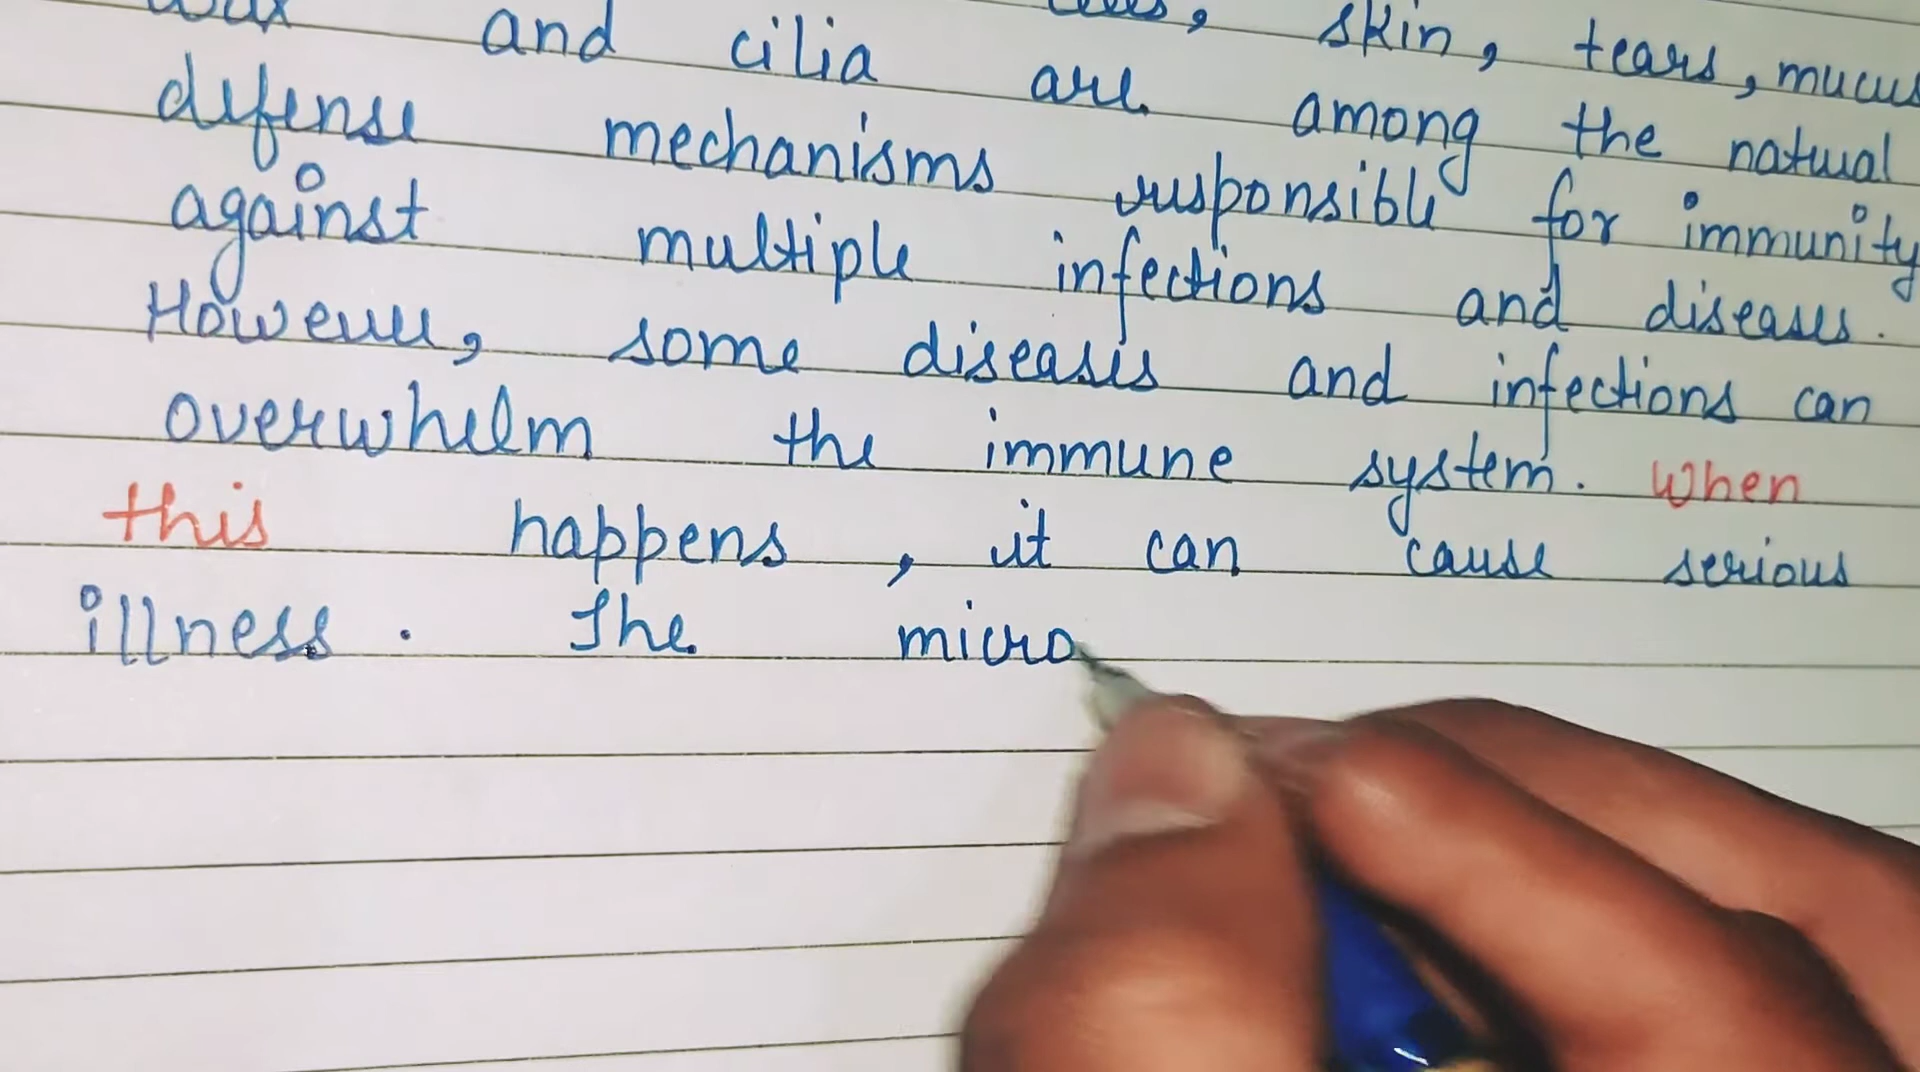 skin, tears, mucus
wax and cilia are among the natural
defense mechanisms responsible for immunity
against multiple infections and diseases.
However, some diseases and infections can
overwhelm the immune system. When
this happens, it can cause serious
illness. The micro